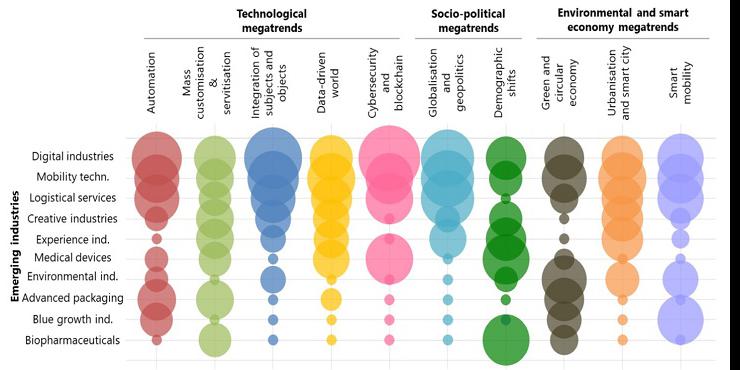 Technological
megatrends
Socio-political
megatrends
Environmental and smart
economy megatrends
Automation
Mass
customisation
&
servitisation
Integration of
subjects and
objects
Data-driven
world
Cybersecurity
and
blockchain
Globalisation
and
geopolitics
Demographic
shifts
Green and
circular
economy
Urbanisation
and smart city
Smart
mobility
Emerging industries
Digital industries
Mobility techn.
Logistical services
Creative industries
Experience ind.
Medical devices
Environmental ind.
Advanced packaging
Blue growth ind.
Biopharmaceuticals